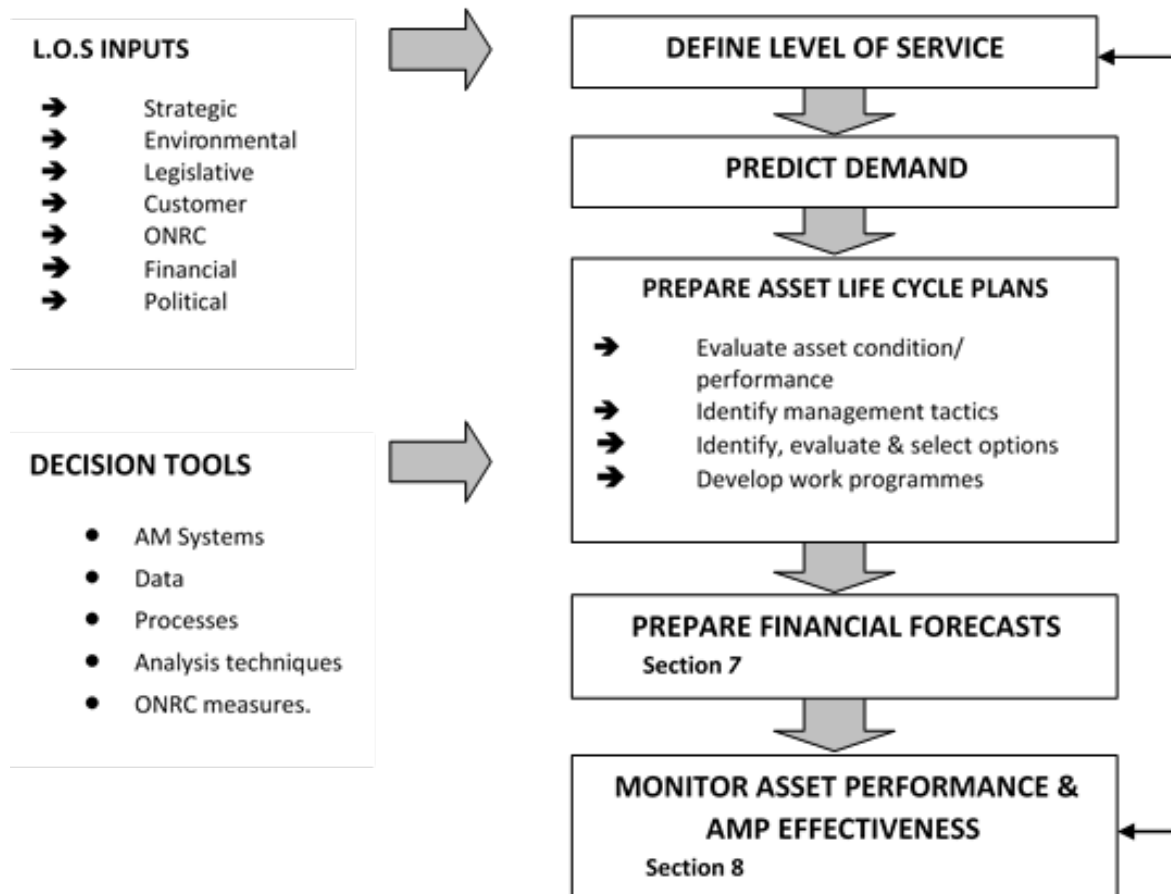 L.O.S INPUTS
Strategic
Environmental
Legislative
Customer
ONRC
Financial
Political
DECISION TOOLS
AM Systems
Data
Processes
Analysis techniques
ONRC measures.
DEFINE LEVEL OF SERVICE
PREDICT DEMAND
PREPARE ASSET LIFE CYCLE PLANS
Evaluate asset condition/
performance
Identify management tactics
Identify, evaluate & select options
Develop work programmes
PREPARE FINANCIAL FORECASTS
Section 7
MONITOR ASSET PERFORMANCE &
AMP EFFECTIVENESS
Section 8